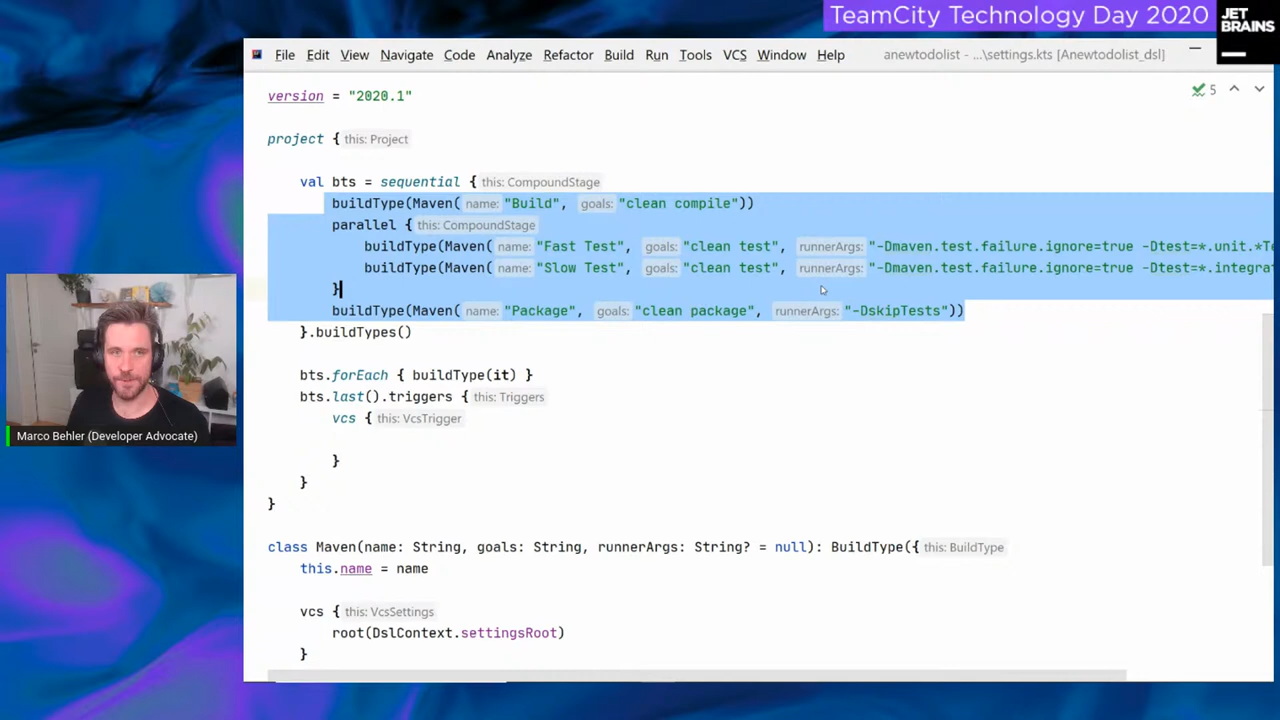 TeamCity Technology Day 2020
JET
BRAINS
File Edit View Navigate Code Analyze Refactor Build Run Tools VCS Window Help anewtodolist - ...\settings.kts [Anewtodolist_dsl]
version = "2020.1"
5
project { this: Project
val bts = sequential { this: CompoundStage
buildType(Maven( name: "Build", goals: "clean compile"))
parallel { this: CompoundStage
buildType(Maven( name: "Fast Test", goals: "clean test", runnerArgs: "-Dmaven.test.failure.ignore=true -Dtest=*.unit.*Te
buildType(Maven( name: "Slow Test", goals: "clean test", runnerArgs: "-Dmaven.test.failure.ignore=true -Dtest=*.integrat
}
buildType(Maven( name: "Package", goals: "clean package", runnerArgs: "-DskipTests"))
}.buildTypes()
bts.forEach { buildType(it) }
bts.last().triggers { this: Triggers
vcs { this: VcsTrigger
}
}
}
class Maven(name: String, goals: String, runnerArgs: String? = null): BuildType({ this: BuildType
this.name = name
vcs { this: VcsSettings
root(DslContext.settingsRoot)
}
Marco Behler (Developer Advocate)